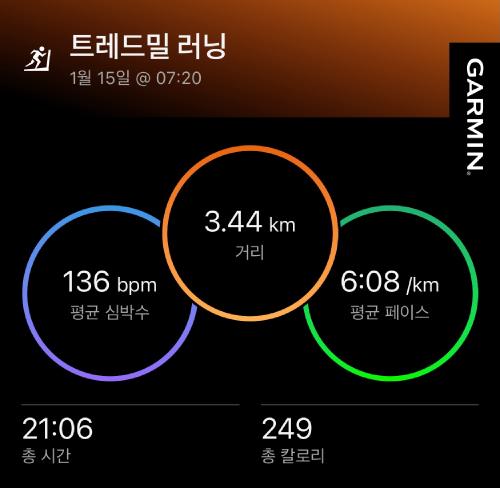 트레드밀 러닝
1월 15일 @ 07:20
GARMIN
3.44 km
거리
136 bpm
평균 심박수
6:08 /km
평균 페이스
21:06
총 시간
249
총 칼로리